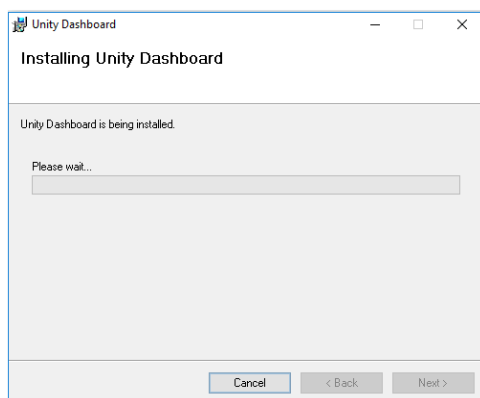 Unity Dashboard
Installing Unity Dashboard
Unity Dashboard is being installed.
Please wait...
Cancel
< Back
Next >